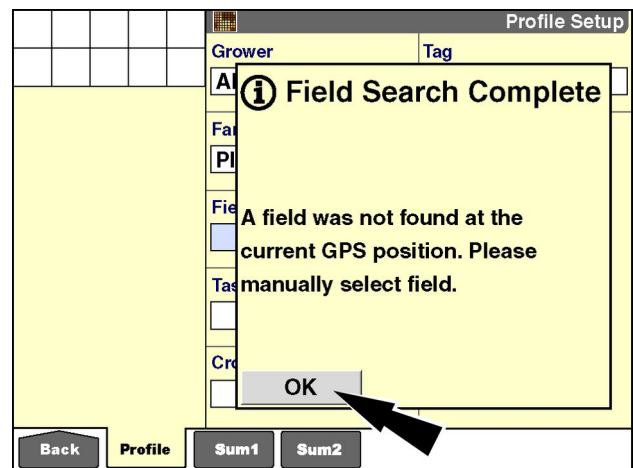 Profile Setup
Grower
Tag
Field Search Complete
A field was not found at the
current GPS position. Please
manually select field.
OK
Back
Profile
Sum1
Sum2